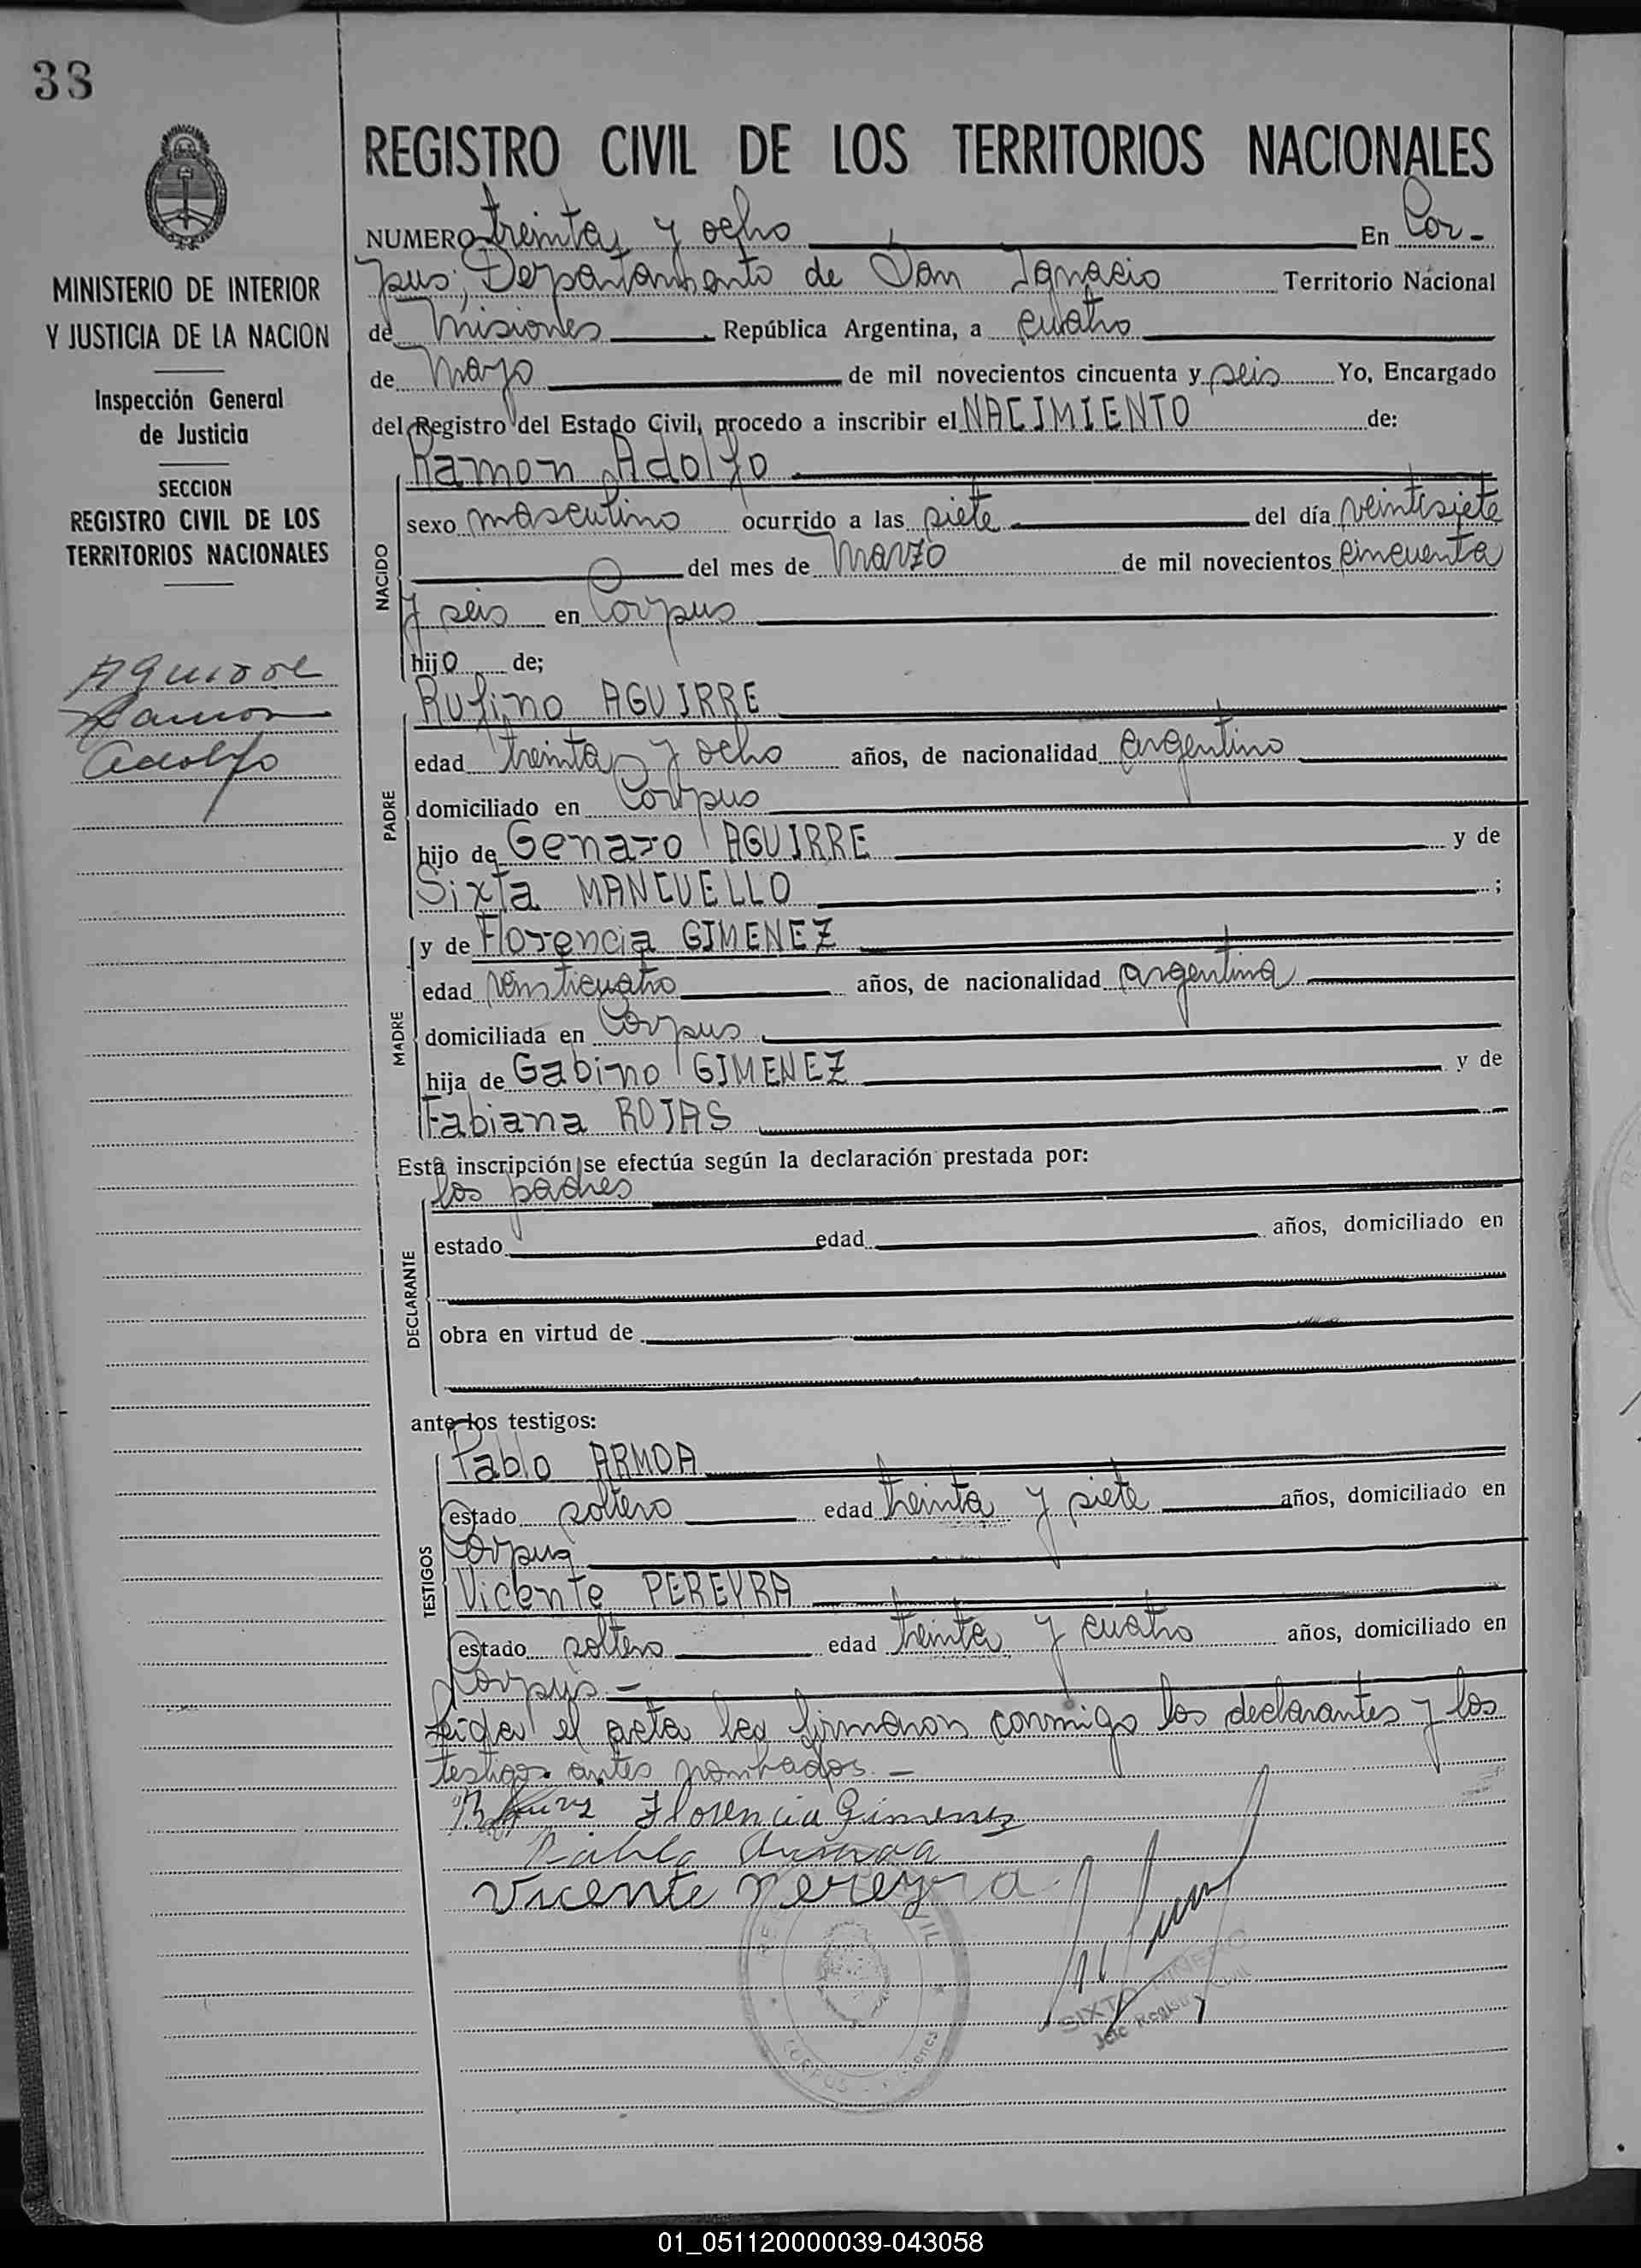 33
MINISTERIO DE INTERIOR
Y JUSTICIA DE LA NACION
Inspección General
de Justicia
SECCION
REGISTRO CIVIL DE LOS
TERRITORIOS NACIONALES
Aguirre
Ramon
Adolfo
REGISTRO CIVIL DE LOS TERRITORIOS NACIONALES
NUMERO treinta y ocho En Cor-
pus, Departamento de San Ignacio Territorio Nacional
de Misiones República Argentina, a cuatro
de Mayo de mil novecientos cincuenta y seis Yo, Encargado
del Registro del Estado Civil, procedo a inscribir el NACIMIENTO de:
Ramon Adolfo
NACIDO
sexo masculino ocurrido a las siete del día veintisiete
del mes de Marzo de mil novecientos cincuenta
y seis en Corpus
hijo de;
PADRE
Rufino AGUIRRE
edad treinta y ocho años, de nacionalidad argentino
domiciliado en Corpus
hijo de Genaro AGUIRRE y de
Sixta MANCUELLO ;
MADRE
y de Florencia GIMENEZ
edad veinticuatro años, de nacionalidad argentina
domiciliada en Corpus
hija de Gabino GIMENEZ y de
Fabiana ROJAS
Esta inscripción se efectúa según la declaración prestada por:
DECLARANTE
los padres
estado edad años, domiciliado en
obra en virtud de
ante los testigos:
TESTIGOS
Pablo ARMOA
estado soltero edad treinta y siete años, domiciliado en
Corpus
Vicente PEREYRA
estado soltero edad treinta y cuatro años, domiciliado en
Corpus.-
Leida el acta la firmaron conmigo los declarantes y los
testigos antes nombrados.-
Florencia Gimenez
Pablo Armoa
Vicente Pereyra
SIXTO
Jefe Registro Civil
CORPUS
01_051120000039-043058